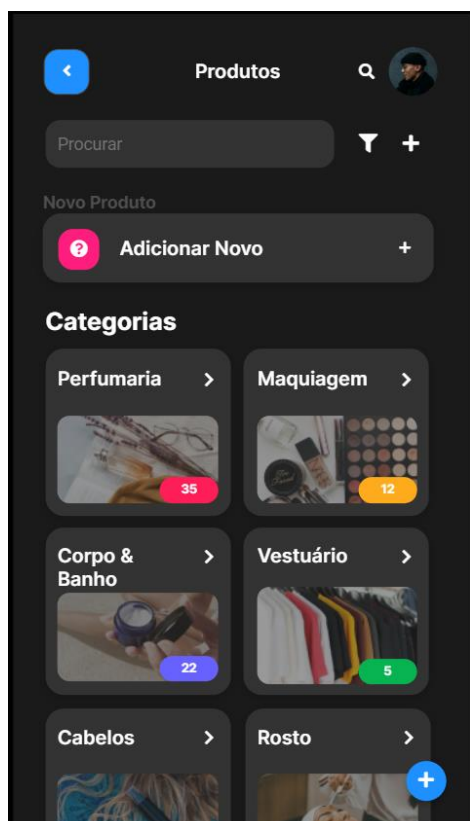 Produtos
Procurar
Novo Produto
Adicionar Novo
Categorias
Perfumaria
35
Maquiagem
12
Corpo &
Banho
22
Vestuário
5
Cabelos
Rosto